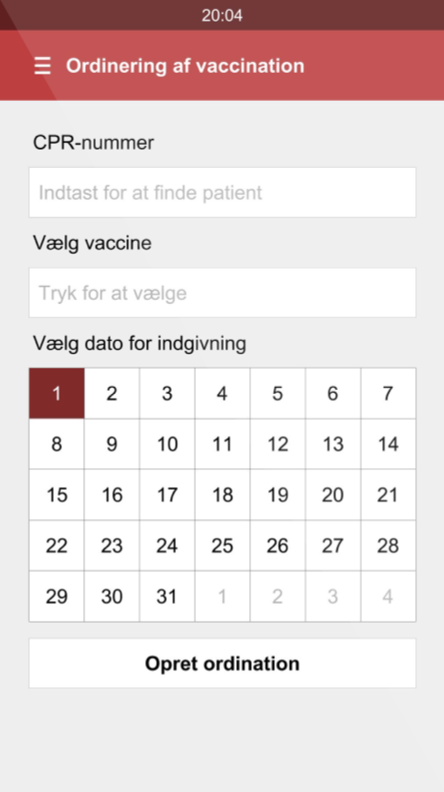 20:04
Ordinering af vaccination
CPR-nummer
Indtast for at finde patient
Vælg vaccine
Tryk for at vælge
Vælg dato for indgivning
1 2 3 4 5 6 7
8 9 10 11 12 13 14
15 16 17 18 19 20 21
22 23 24 25 26 27 28
29 30 31 1 2 3 4
Opret ordination